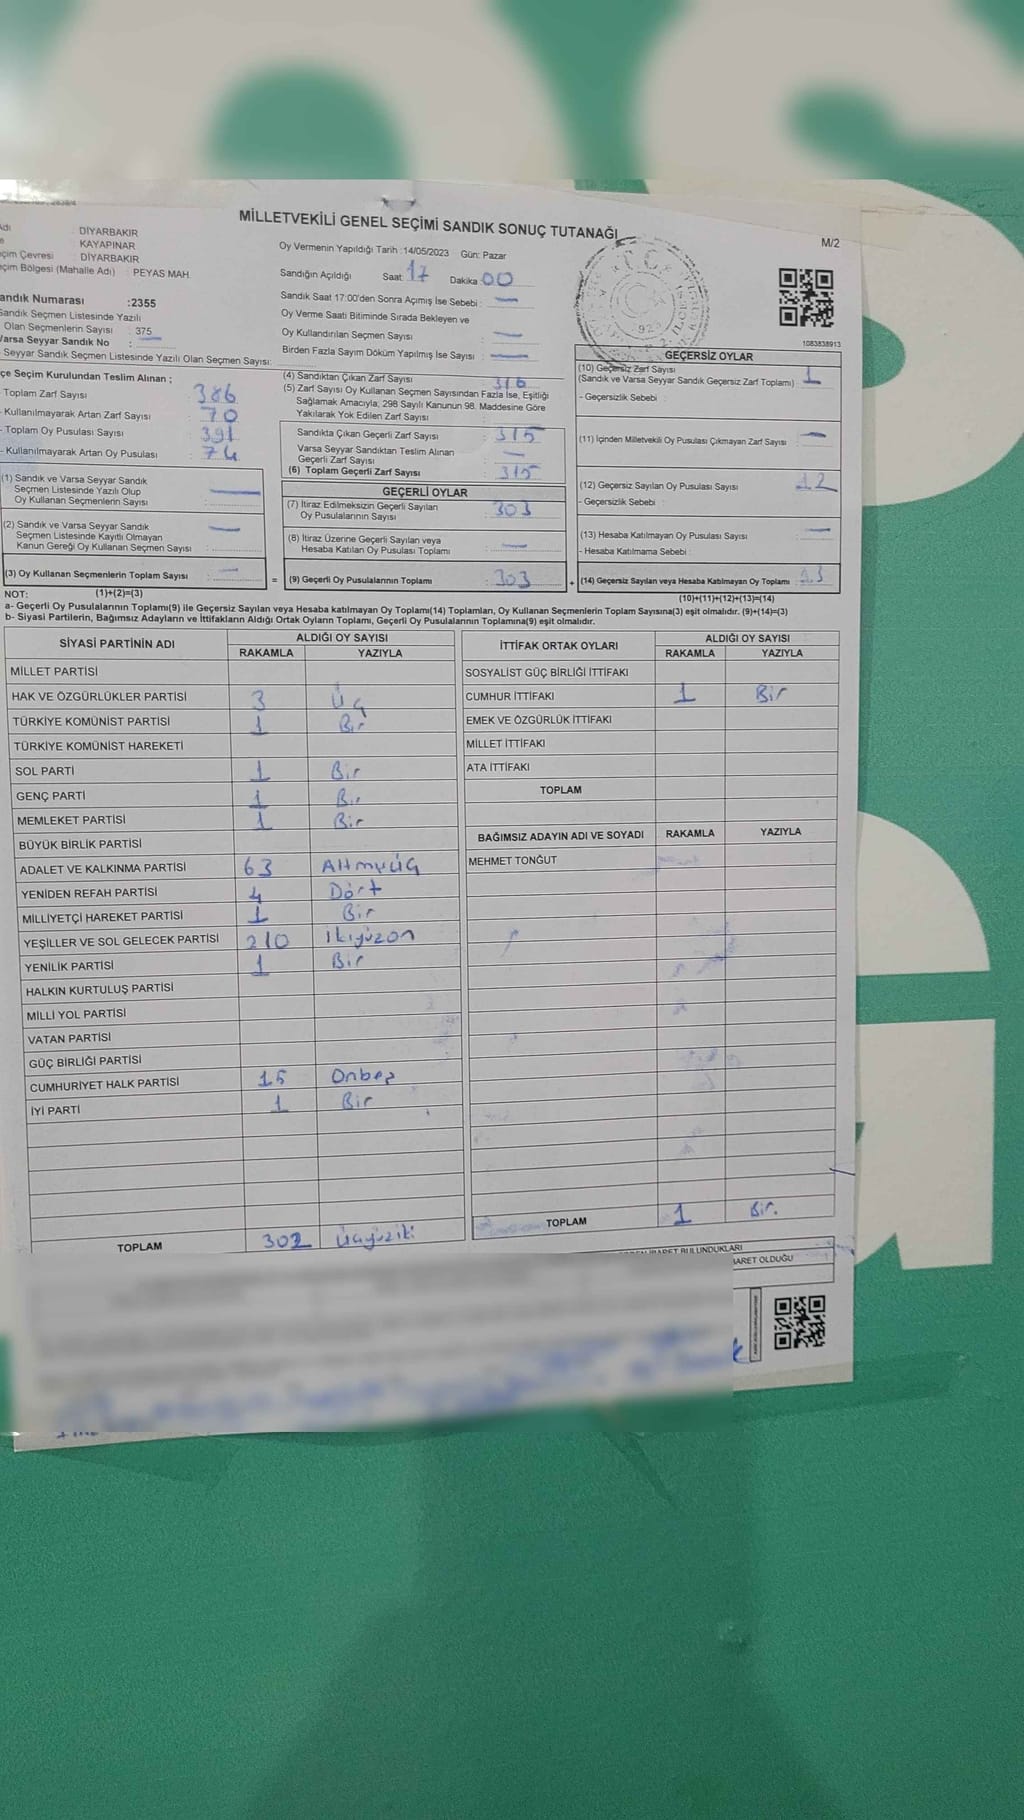 MİLLETVEKİLİ GENEL SEÇİMİ SANDIK SONUÇ TUTANAĞI
M/2
DİYARBAKIR
KAYAPINAR
çim Çevresi : DİYARBAKIR
çim Bölgesi (Mahalle Adı) : PEYAS MAH.
andık Numarası :2355
Sandık Seçmen Listesinde Yazılı
Olan Seçmenlerin Sayısı : 375
Varsa Seyyar Sandık No :
Seyyar Sandık Seçmen Listesinde Yazılı Olan Seçmen Sayısı:
Oy Vermenin Yapıldığı Tarih :14/05/2023 Gün: Pazar
Sandığın Açıldığı Saat: 17 Dakika: 00
Sandık Saat 17:00'den Sonra Açımış İse Sebebi : —
Oy Verme Saati Bitiminde Sırada Bekleyen ve
Oy Kullandırılan Seçmen Sayısı : —
Birden Fazla Sayım Döküm Yapılmış İse Sayısı : —
1083838913
çe Seçim Kurulundan Teslim Alınan ;
Toplam Zarf Sayısı : 386
- Kullanılmayarak Artan Zarf Sayısı : 70
- Toplam Oy Pusulası Sayısı : 391
- Kullanılmayarak Artan Oy Pusulası : 74
(1) Sandık ve Varsa Seyyar Sandık
Seçmen Listesinde Yazılı Olup
Oy Kullanan Seçmenlerin Sayısı : —
(2) Sandık ve Varsa Seyyar Sandık
Seçmen Listesinde Kayıtlı Olmayan
Kanun Gereği Oy Kullanan Seçmen Sayısı : —
(3) Oy Kullanan Seçmenlerin Toplam Sayısı : —
(1)+(2)=(3)
(4) Sandıktan Çıkan Zarf Sayısı : 316
(5) Zarf Sayısı Oy Kullanan Seçmen Sayısından Fazla İse, Eşitliği
Sağlamak Amacıyla; 298 Sayılı Kanunun 98. Maddesine Göre
Yakılarak Yok Edilen Zarf Sayısı :
Sandıkta Çıkan Geçerli Zarf Sayısı : 315
Varsa Seyyar Sandıktan Teslim Alınan
Geçerli Zarf Sayısı : —
(6) Toplam Geçerli Zarf Sayısı : 315
GEÇERLİ OYLAR
(7) İtiraz Edilmeksizin Geçerli Sayılan
Oy Pusulalarının Sayısı : 303
(8) İtiraz Üzerine Geçerli Sayılan veya
Hesaba Katılan Oy Pusulası Toplamı : —
= (9) Geçerli Oy Pusulalarının Toplamı : 303 +
GEÇERSİZ OYLAR
(10) Geçersiz Zarf Sayısı
(Sandık ve Varsa Seyyar Sandık Geçersiz Zarf Toplamı) : 1
- Geçersizlik Sebebi :
(11) İçinden Milletvekili Oy Pusulası Çıkmayan Zarf Sayısı : —
(12) Geçersiz Sayılan Oy Pusulası Sayısı : 12
- Geçersizlik Sebebi :
(13) Hesaba Katılmayan Oy Pusulası Sayısı : —
- Hesaba Katılmama Sebebi :
(14) Geçersiz Sayılan veya Hesaba Katılmayan Oy Toplamı : 13
(10)+(11)+(12)+(13)=(14)
NOT:
a- Geçerli Oy Pusulalarının Toplamı(9) ile Geçersiz Sayılan veya Hesaba katılmayan Oy Toplamı(14) Toplamları, Oy Kullanan Seçmenlerin Toplam Sayısına(3) eşit olmalıdır. (9)+(14)=(3)
b- Siyasi Partilerin, Bağımsız Adayların ve İttifakların Aldığı Ortak Oyların Toplamı, Geçerli Oy Pusulalarının Toplamına(9) eşit olmalıdır.
SİYASİ PARTİNİN ADI ALDIĞI OY SAYISI
RAKAMLA YAZIYLA
MİLLET PARTİSİ
HAK VE ÖZGÜRLÜKLER PARTİSİ 3 Üç
TÜRKİYE KOMÜNİST PARTİSİ 1 Bir
TÜRKİYE KOMÜNİST HAREKETİ
SOL PARTİ 1 Bir
GENÇ PARTİ 1 Bir
MEMLEKET PARTİSİ 1 Bir
BÜYÜK BİRLİK PARTİSİ
ADALET VE KALKINMA PARTİSİ 63 Altmışüç
YENİDEN REFAH PARTİSİ 4 Dört
MİLLİYETÇİ HAREKET PARTİSİ 1 Bir
YEŞİLLER VE SOL GELECEK PARTİSİ 210 İkiyüzon
YENİLİK PARTİSİ 1 Bir
HALKIN KURTULUŞ PARTİSİ
MİLLİ YOL PARTİSİ
VATAN PARTİSİ
GÜÇ BİRLİĞİ PARTİSİ
CUMHURİYET HALK PARTİSİ 15 Onbeş
İYİ PARTİ 1 Bir
TOPLAM 302 Üçyüziki
İTTİFAK ORTAK OYLARI ALDIĞI OY SAYISI
RAKAMLA YAZIYLA
SOSYALİST GÜÇ BİRLİĞİ İTTİFAKI
CUMHUR İTTİFAKI 1 Bir
EMEK VE ÖZGÜRLÜK İTTİFAKI
MİLLET İTTİFAKI
ATA İTTİFAKI
TOPLAM
BAĞIMSIZ ADAYIN ADI VE SOYADI RAKAMLA YAZIYLA
MEHMET TONĞUT
TOPLAM 1 Bir.
BULUNDUKLARI
OLDUĞU